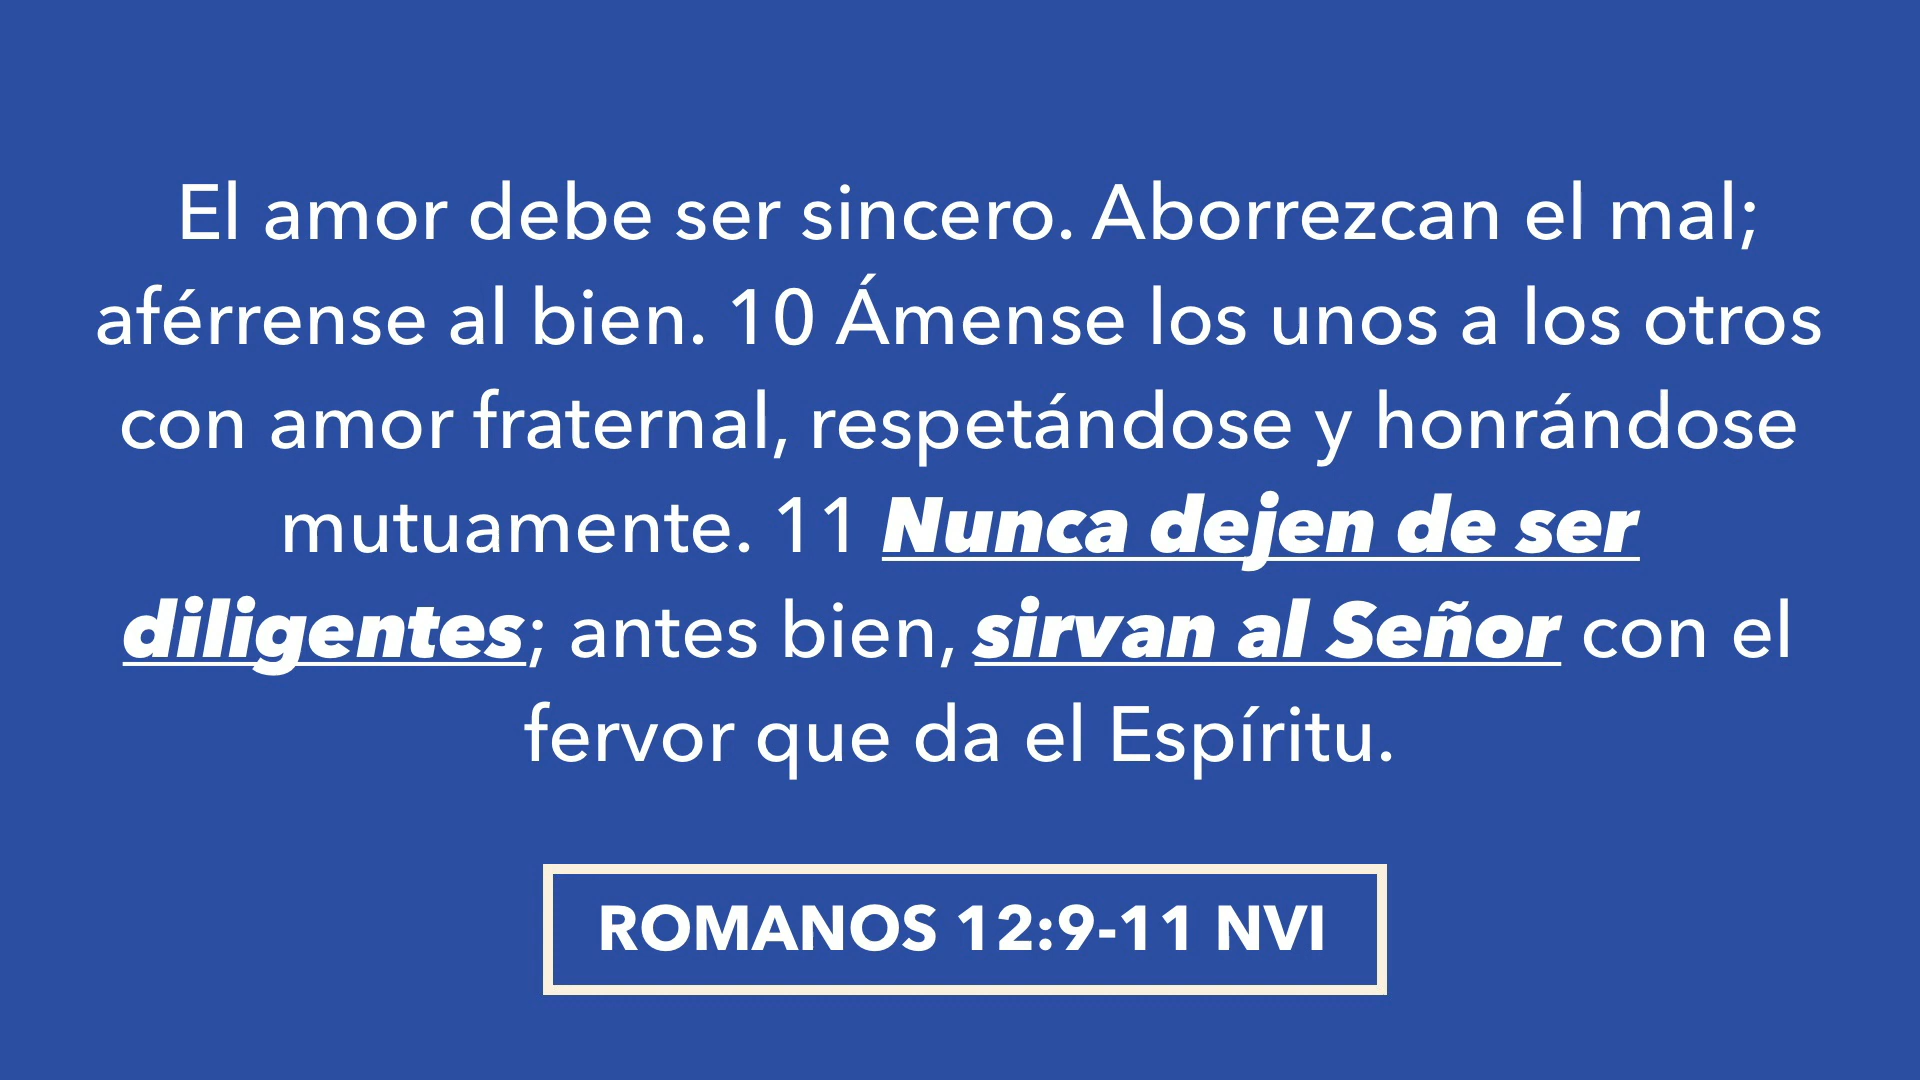 El amor debe ser sincero. Aborrezcan el mal;
aférrense al bien. 10 Ámense los unos a los otros
con amor fraternal, respetándose y honrándose
mutuamente. 11 Nunca dejen de ser
diligentes; antes bien, sirvan al Señor con el
fervor que da el Espíritu.
ROMANOS 12:9-11 NVI